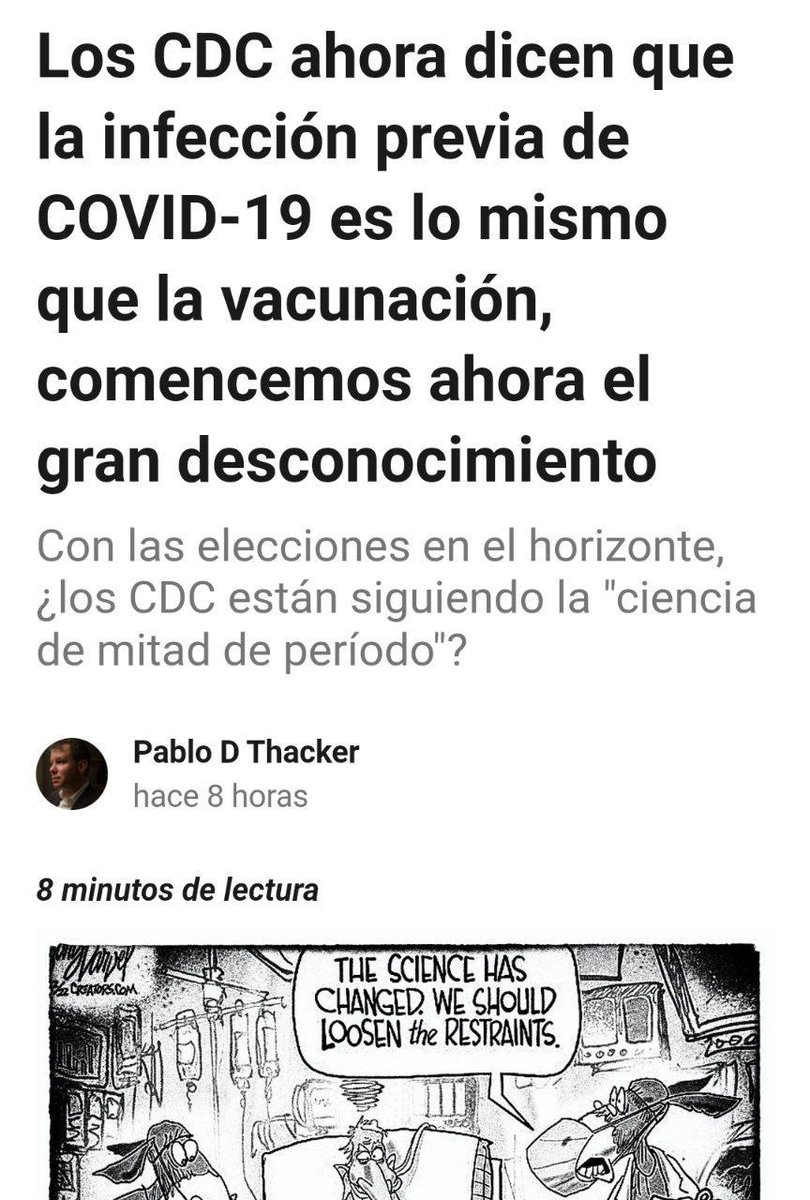 Los CDC ahora dicen que
la infección previa de
COVID-19 es lo mismo
que la vacunación,
comencemos ahora el
gran desconocimiento
Con las elecciones en el horizonte,
¿los CDC están siguiendo la "ciencia
de mitad de período"?
Pablo D Thacker
hace 8 horas
8 minutos de lectura
CREATORS.COM
THE SCIENCE HAS
CHANGED. WE SHOULD
LOOSEN the RESTRAINTS.